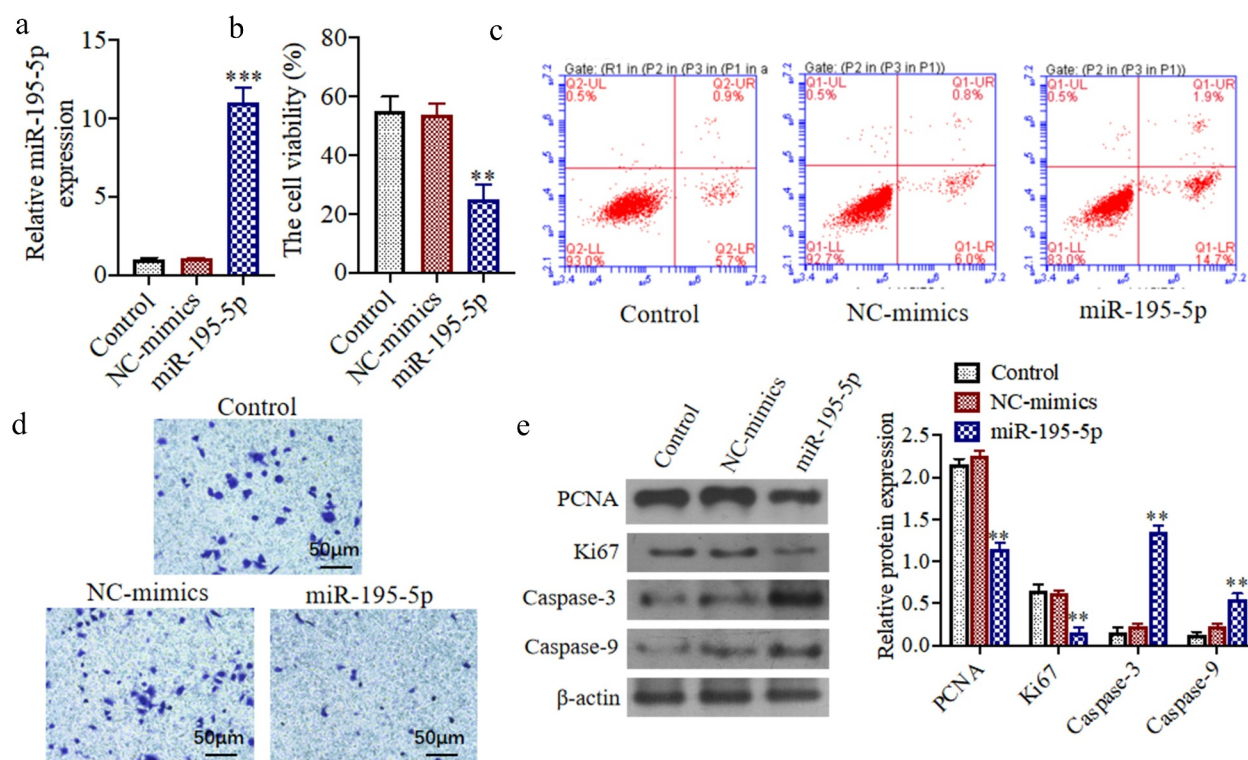 a
Relative miR-195-5p
expression
15
10
5
0
***
Control
NC-mimics
miR-195-5p
b
The cell viability (%)
80
60
40
20
0
**
Control
NC-mimics
miR-195-5p
c
Gate: (R1 in (P2 in (P3 in (P1 in a
Q2-UL
0.5%
Q2-UR
0.9%
Q2-LL
93.0%
Q2-LR
5.7%
Control
Gate: (P2 in (P3 in P1))
Q1-UL
0.5%
Q1-UR
0.8%
Q1-LL
92.7%
Q1-LR
6.0%
NC-mimics
Gate: (P2 in (P3 in P1))
Q1-UL
0.5%
Q1-UR
1.9%
Q1-LL
83.0%
Q1-LR
14.7%
miR-195-5p
d
Control
50μm
NC-mimics
50μm
miR-195-5p
50μm
e
Control
NC-mimics
miR-195-5p
PCNA
Ki67
Caspase-3
Caspase-9
β-actin
Control
NC-mimics
miR-195-5p
Relative protein expression
2.5
2.0
1.5
1.0
0.5
0.0
**
**
**
**
PCNA
Ki67
Caspase-3
Caspase-9